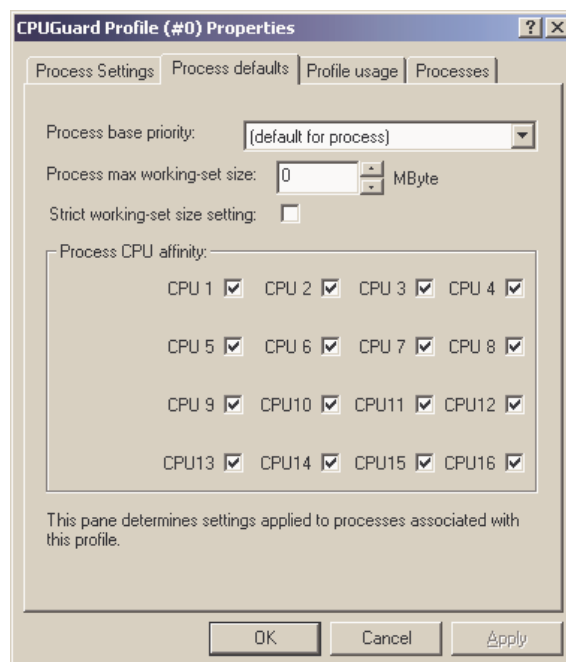 CPUGuard Profile (#0) Properties
Process Settings Process defaults Profile usage Processes
Process base priority: (default for process)
Process max working-set size: 0 MByte
Strict working-set size setting:
Process CPU affinity:
CPU 1 CPU 2 CPU 3 CPU 4
CPU 5 CPU 6 CPU 7 CPU 8
CPU 9 CPU10 CPU11 CPU12
CPU13 CPU14 CPU15 CPU16
This pane determines settings applied to processes associated with
this profile.
OK Cancel Apply